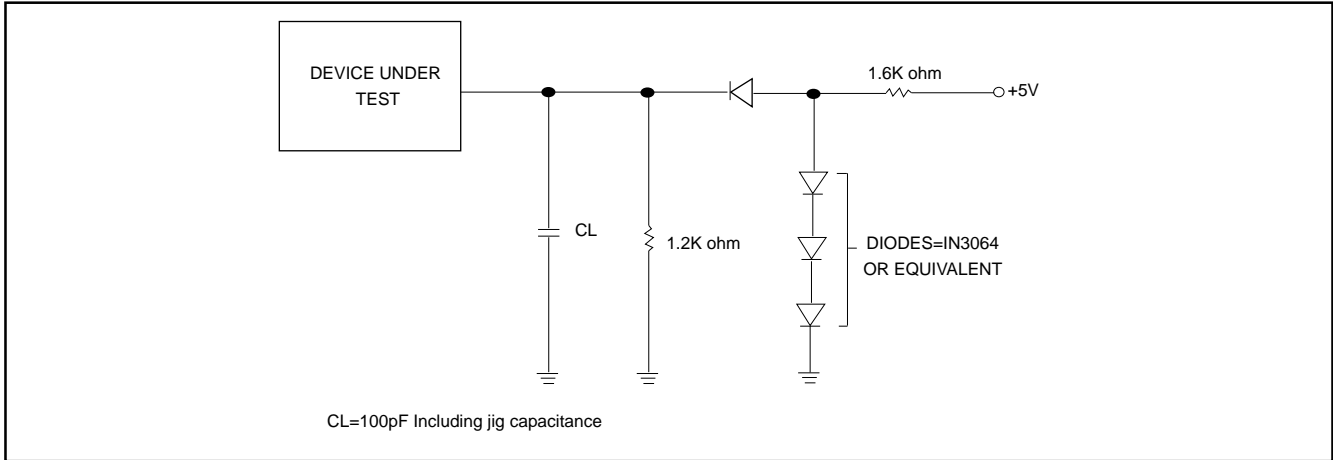 DEVICE UNDER
TEST
1.6K ohm
+5V
CL
1.2K ohm
DIODES=IN3064
OR EQUIVALENT
CL=100pF Including jig capacitance